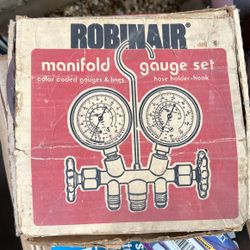 ROBINAIR®
manifold gauge set
color coded gauges & lines hose holder-hook